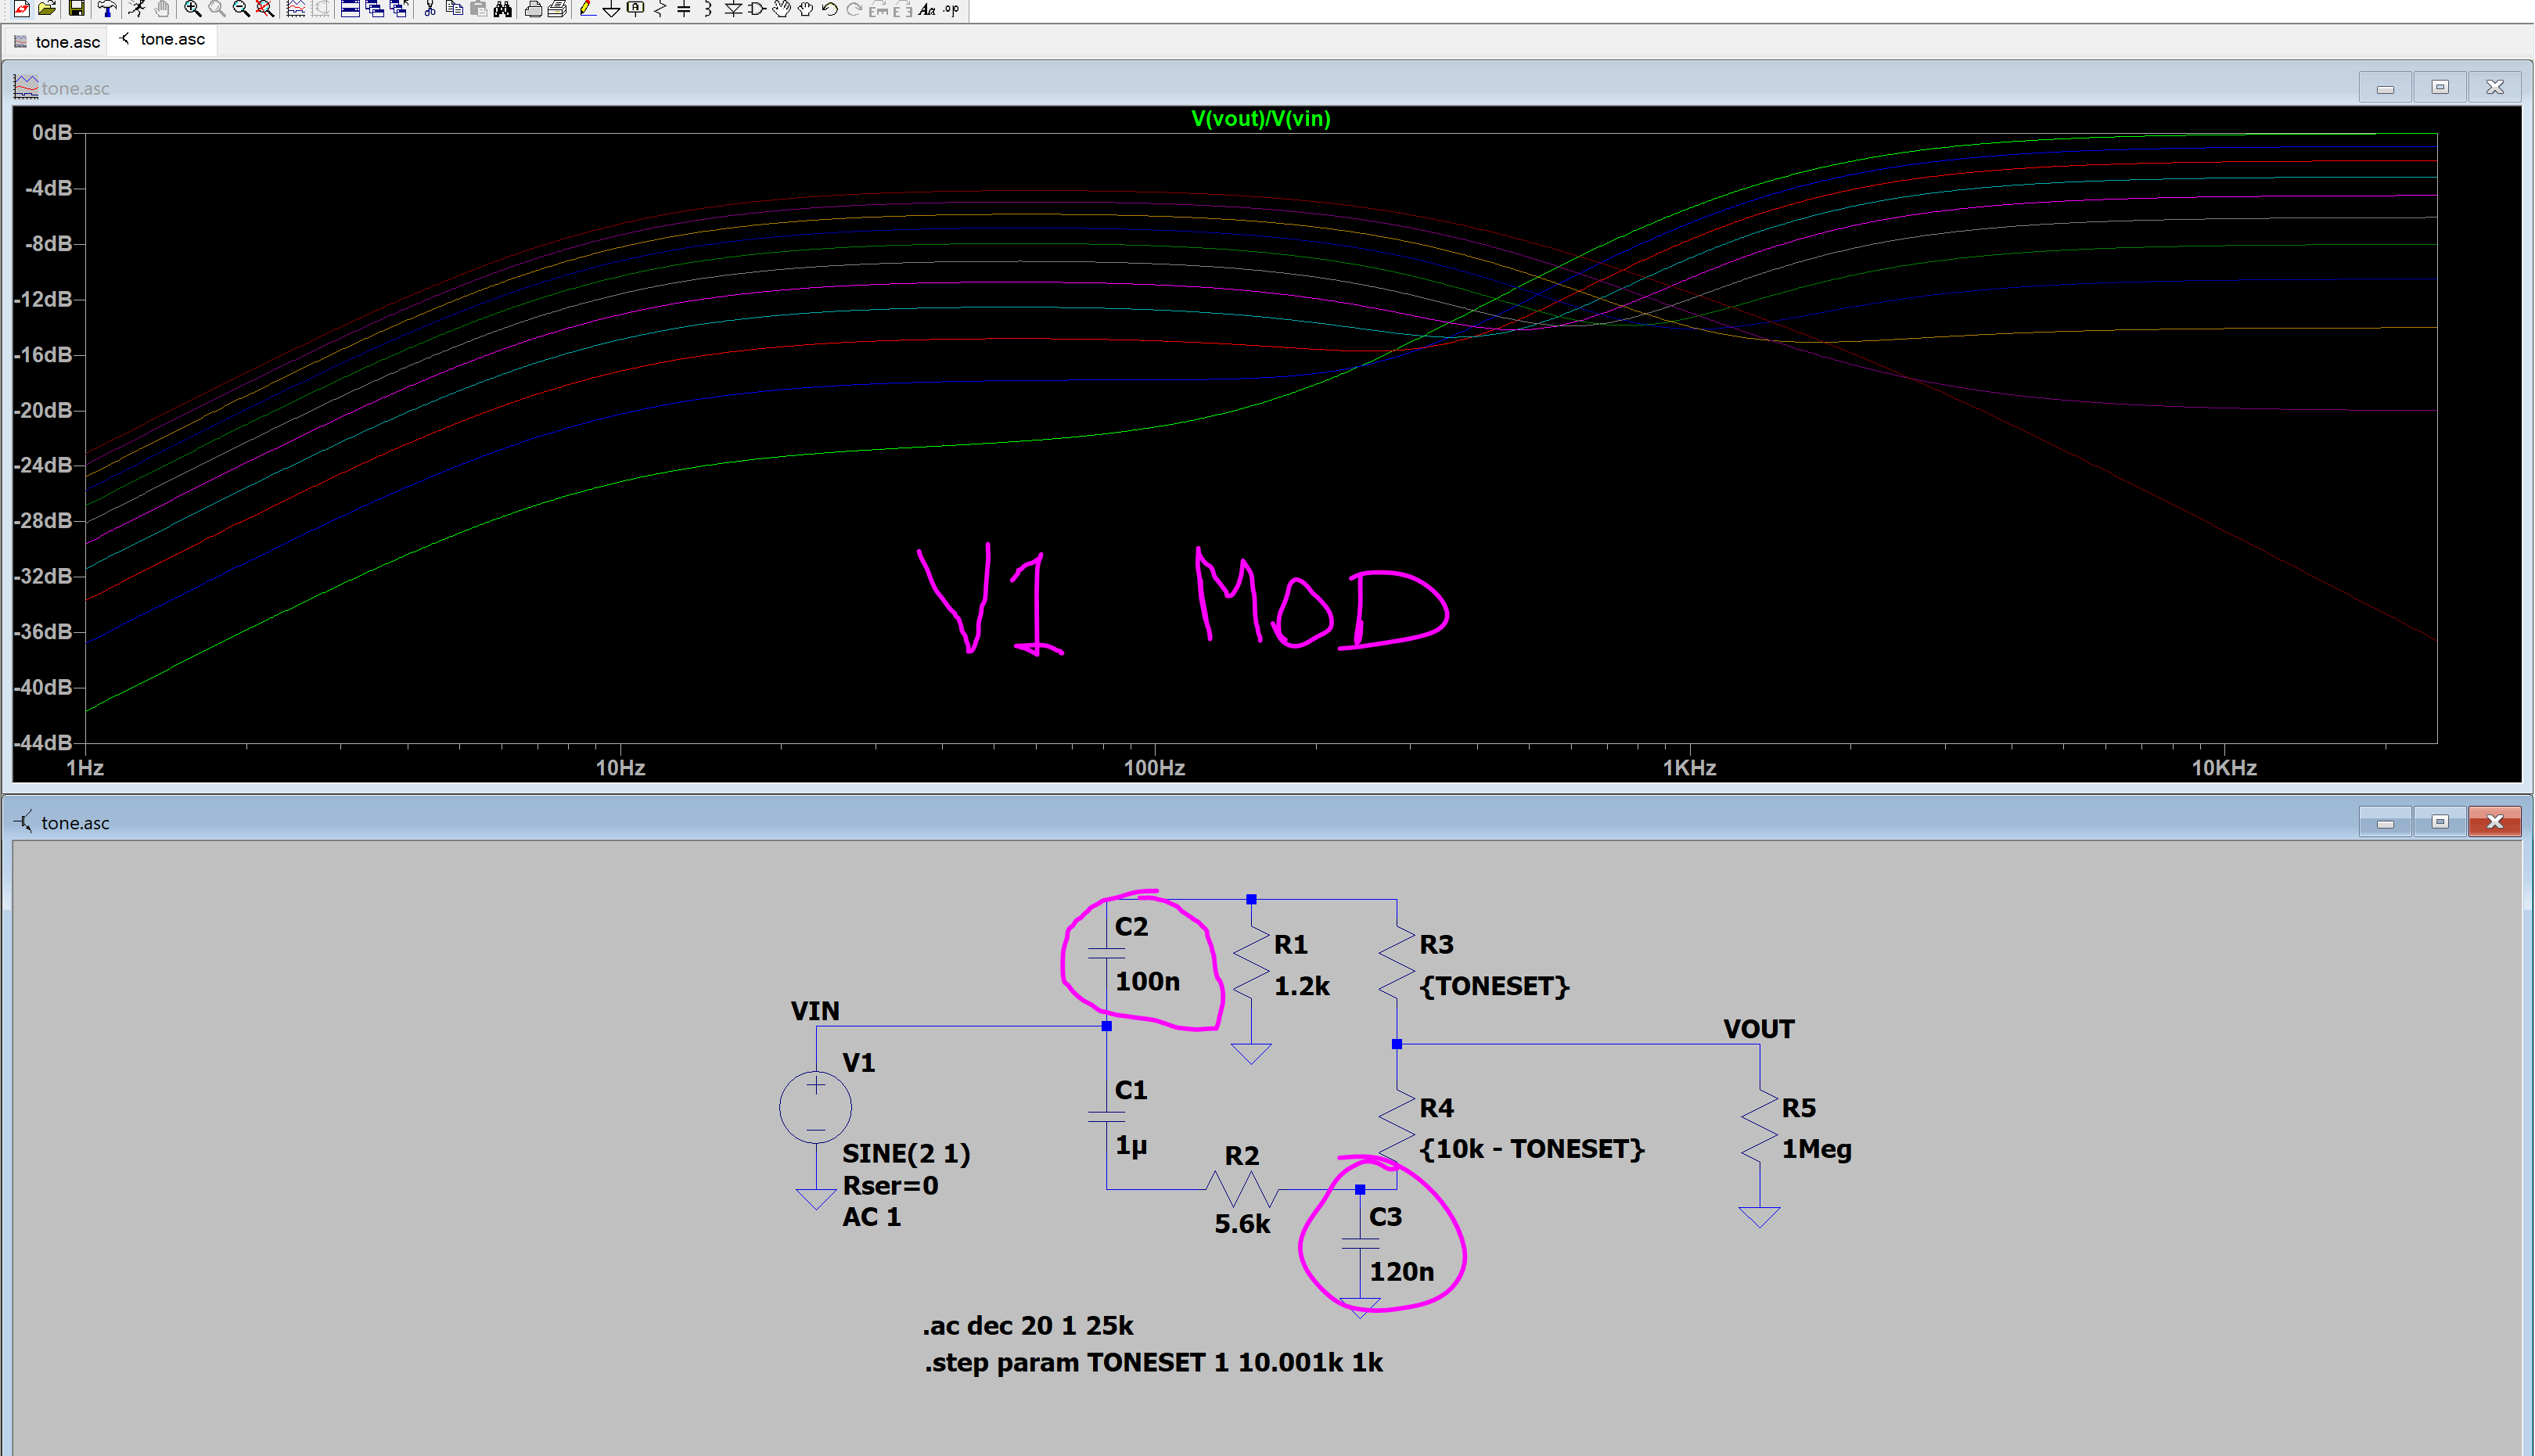 tone.asc
tone.asc
tone.asc
V(vout)/V(vin)
0dB
-4dB
-8dB
-12dB
-16dB
-20dB
-24dB
-28dB
-32dB
-36dB
-40dB
-44dB
1Hz 10Hz 100Hz 1KHz 10KHz
V1 MOD
tone.asc
C2
100n
R1
1.2k
R3
{TONESET}
VIN
V1
SINE(2 1)
Rser=0
AC 1
C1
1µ
R2
5.6k
VOUT
R4
{10k - TONESET}
R5
1Meg
C3
120n
.ac dec 20 1 25k
.step param TONESET 1 10.001k 1k